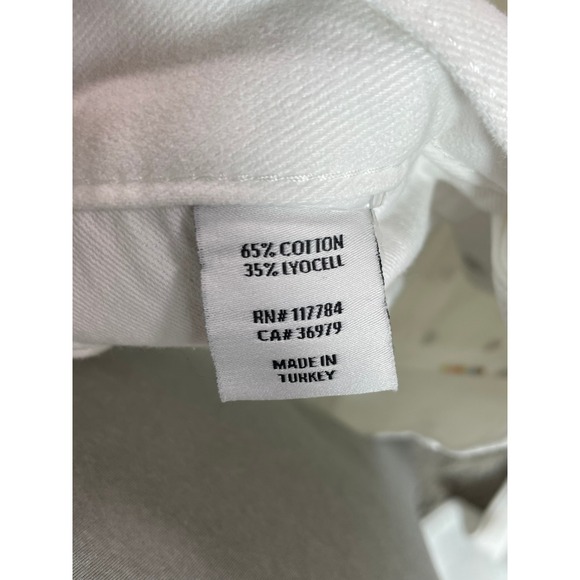 65% COTTON
35% LYOCELL
RN# 117784
CA# 36979
MADE IN
TURKEY